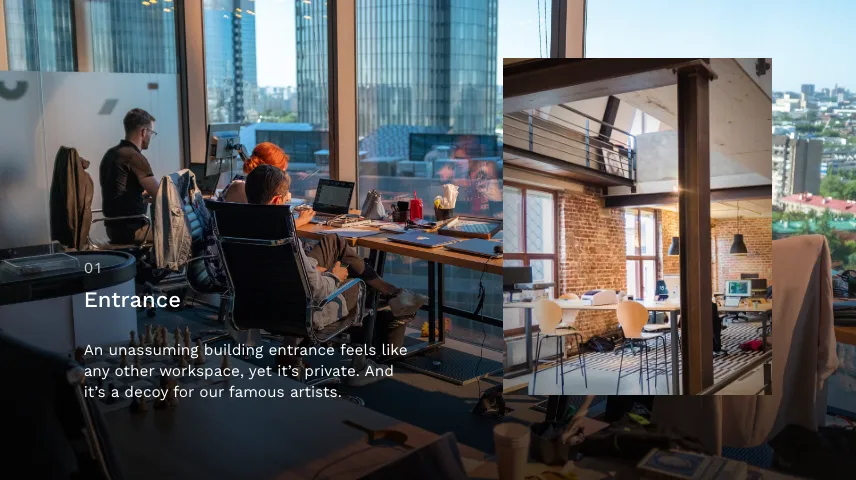 01
Entrance
An unassuming building entrance feels like
any other workspace, yet it's private. And
it's a decoy for our famous artists.